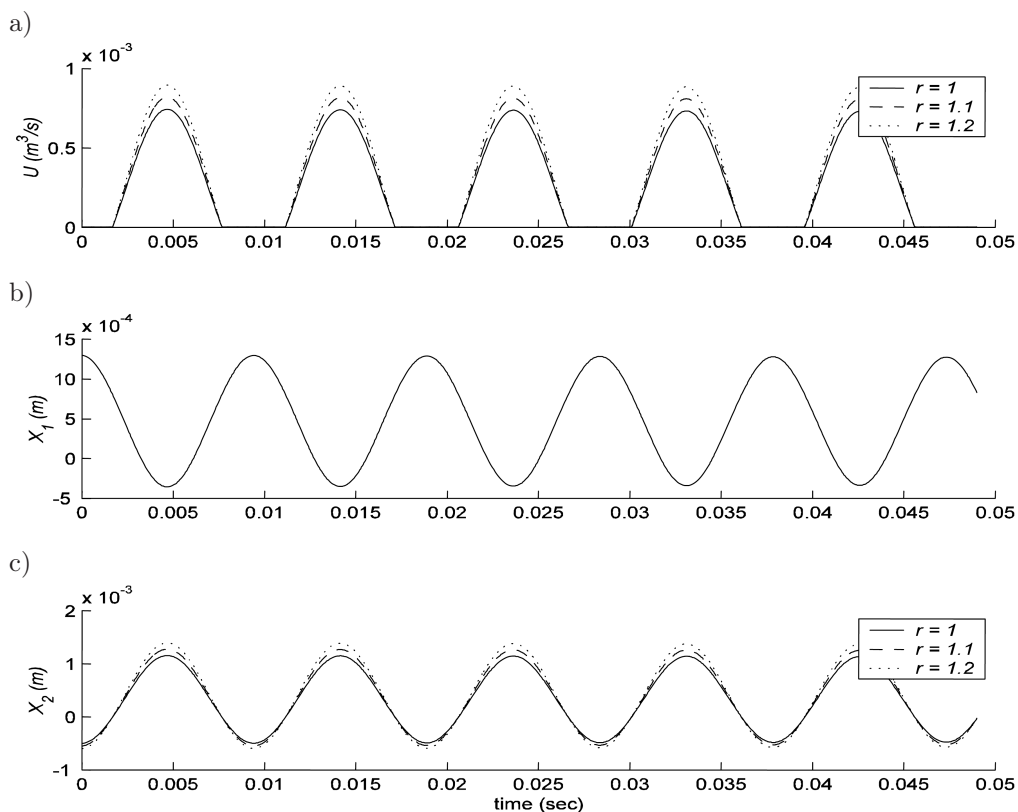 a)
x 10⁻³
1
0.5
0
U (m³/s)
r = 1
r = 1.1
r = 1.2
0 0.005 0.01 0.015 0.02 0.025 0.03 0.035 0.04 0.045 0.05
b)
x 10⁻⁴
15
10
5
0
-5
X₁ (m)
0 0.005 0.01 0.015 0.02 0.025 0.03 0.035 0.04 0.045 0.05
c)
x 10⁻³
2
1
0
-1
X₂ (m)
r = 1
r = 1.1
r = 1.2
0 0.005 0.01 0.015 0.02 0.025 0.03 0.035 0.04 0.045 0.05
time (sec)